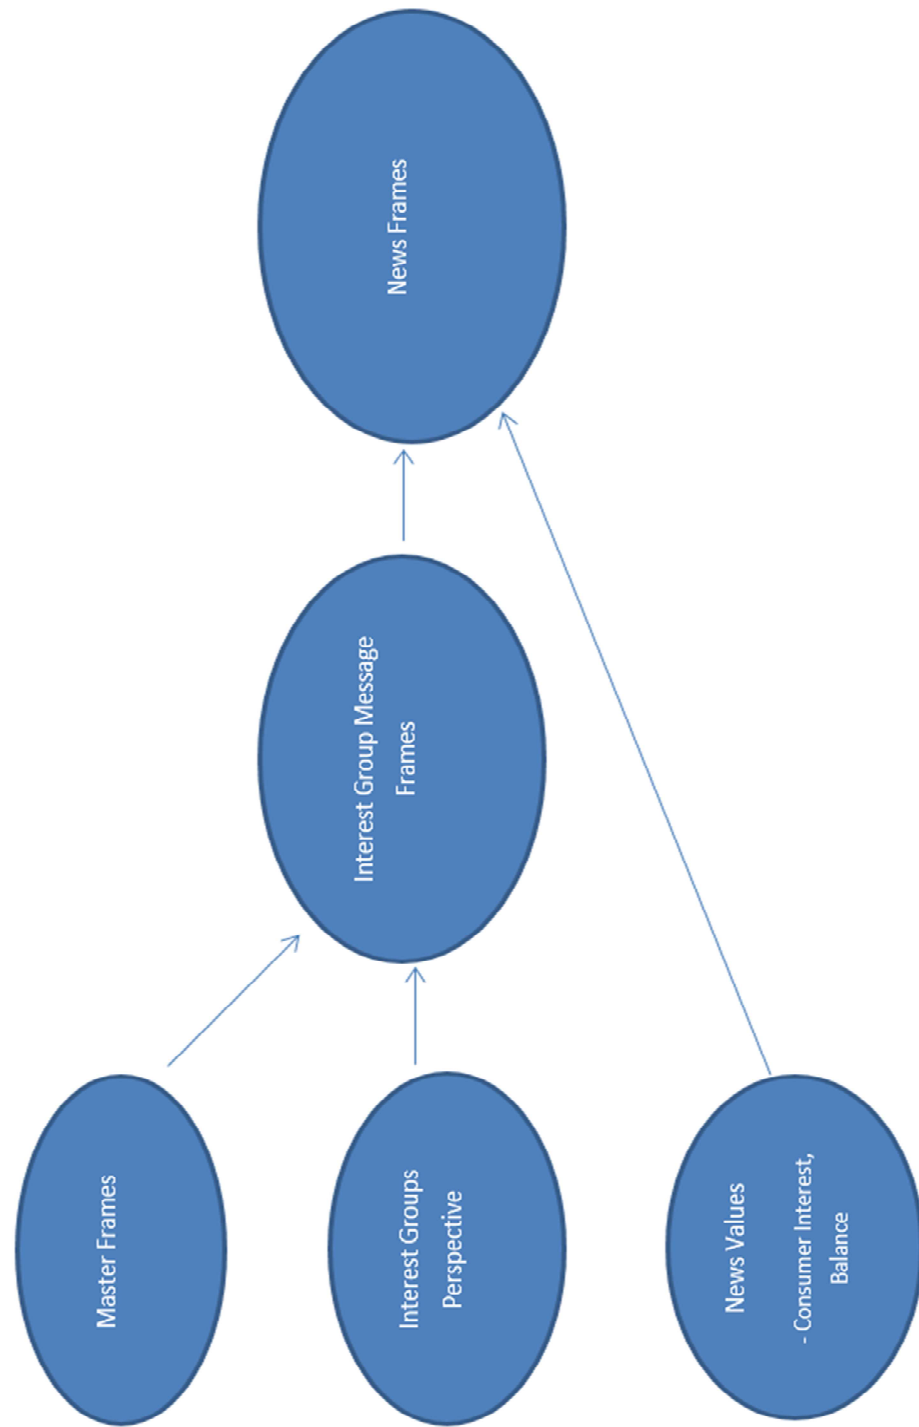 Master Frames
Interest Groups
Perspective
News Values
- Consumer Interest,
Balance
Interest Group Message
Frames
News Frames